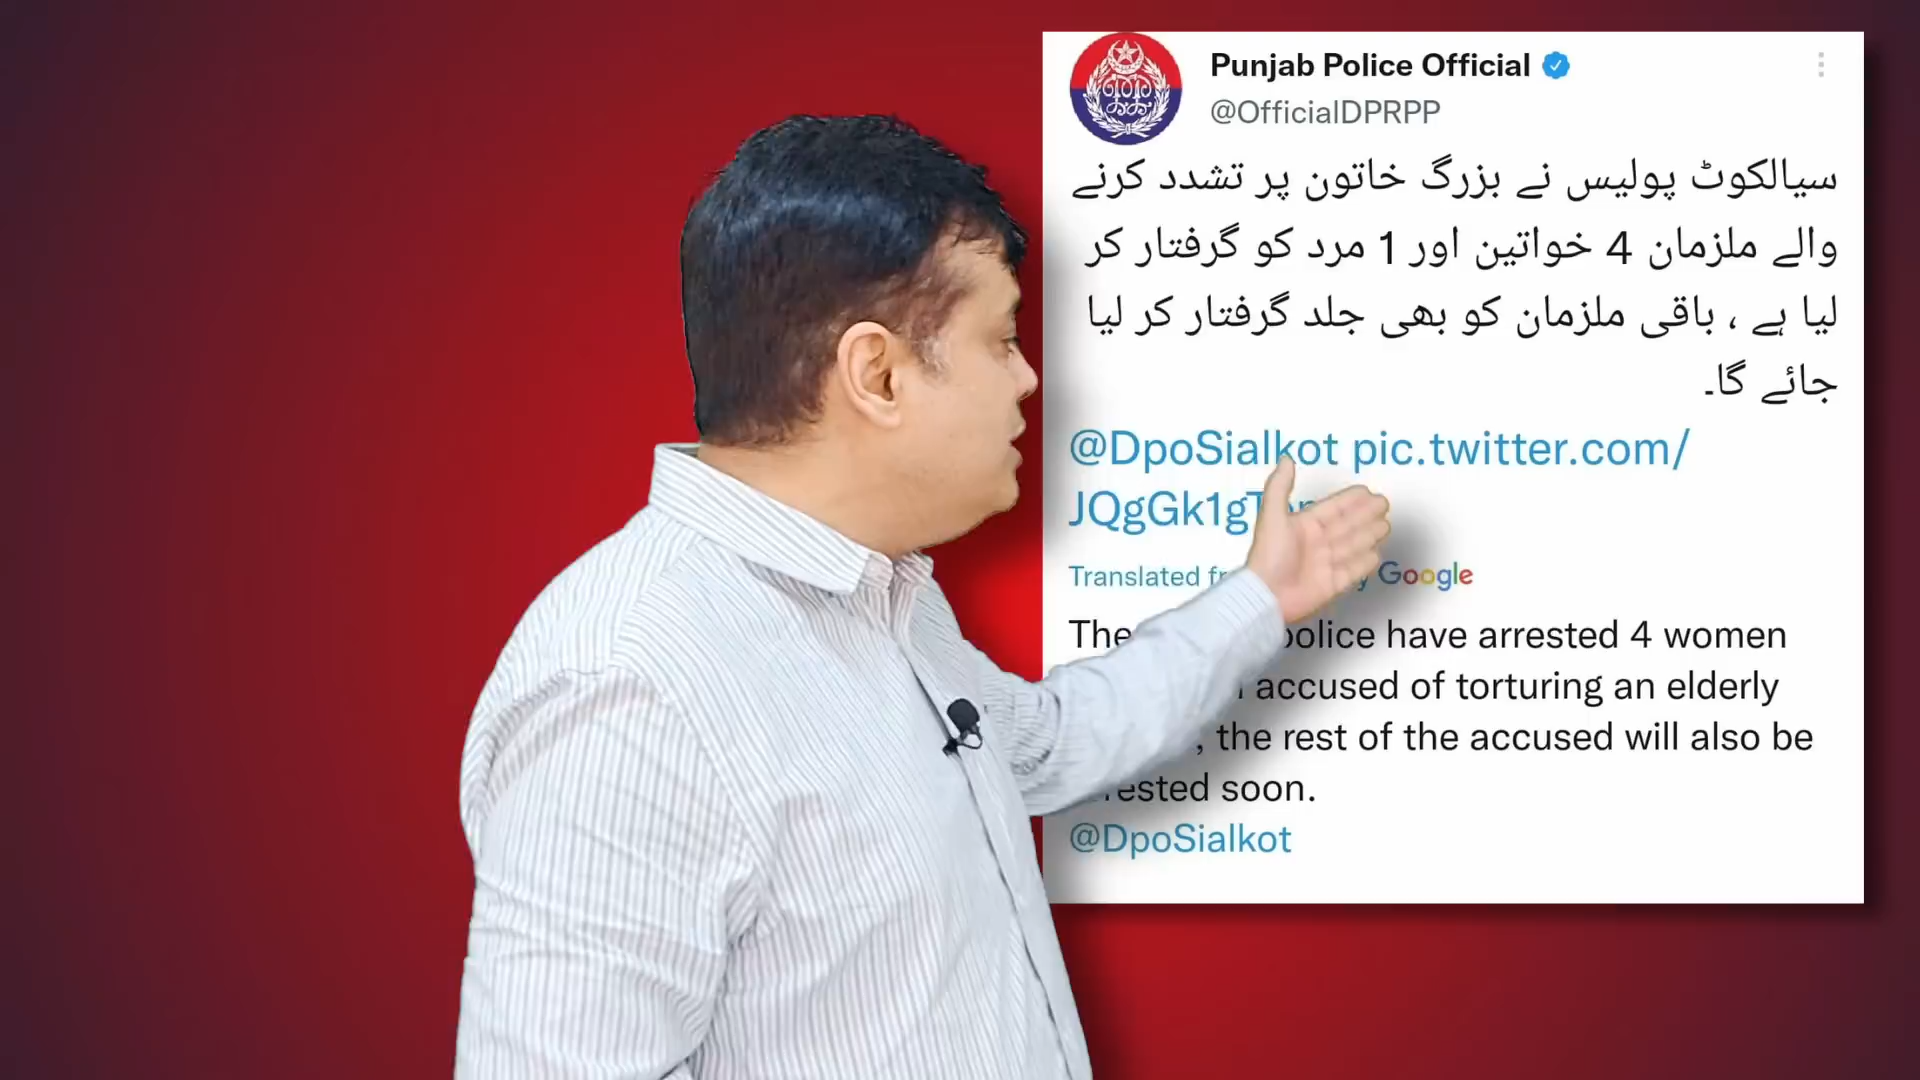 Punjab Police Official
@OfficialDPRPP
سیالکوٹ پولیس نے بزرگ خاتون پر تشدد کرنے
والے ملزمان 4 خواتین اور 1 مرد کو گرفتار کر
لیا ہے ، باقی ملزمان کو بھی جلد گرفتار کر لیا
جائے گا۔
@DpoSialkot pic.twitter.com/
JQgGk1gT
Translated Google
The police have arrested 4 women
accused of torturing an elderly
, the rest of the accused will also be
soon.
@DpoSialkot